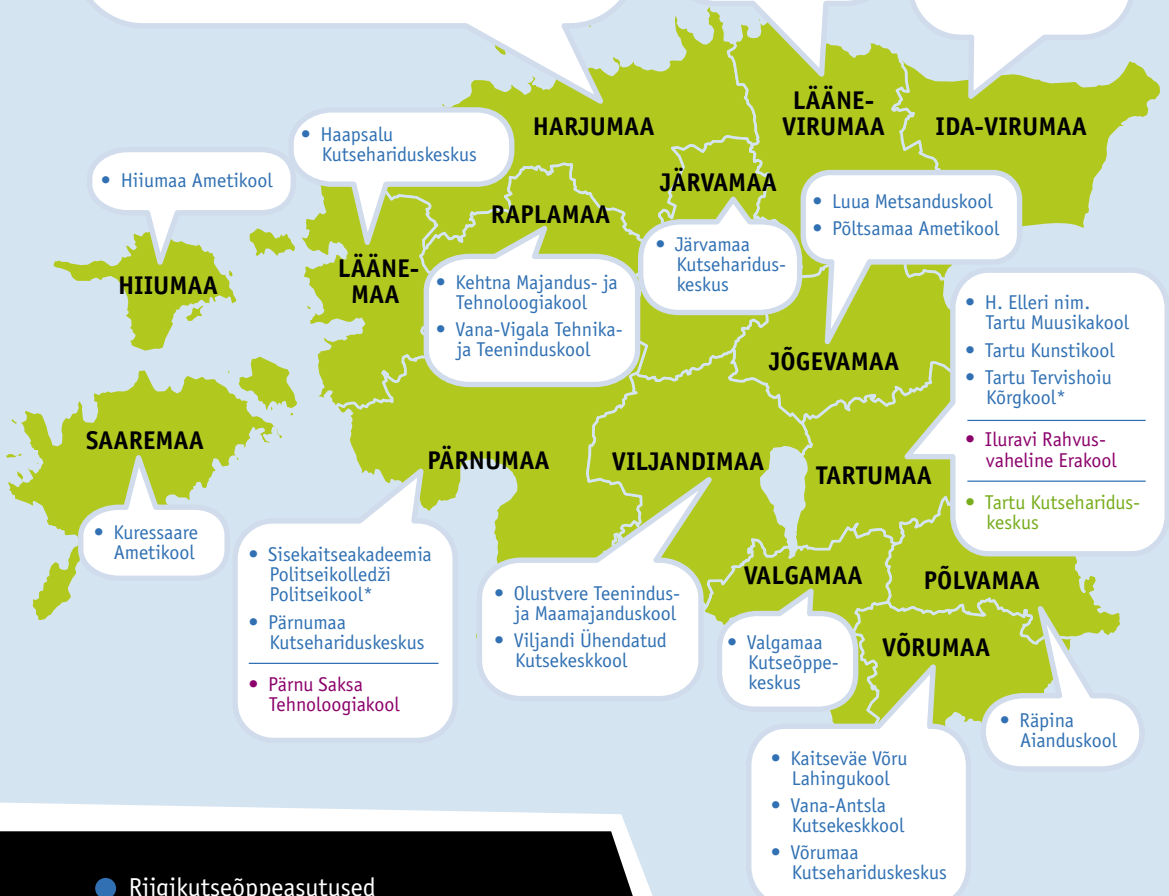 HARJUMAA
LÄÄNE-
VIRUMAA
IDA-VIRUMAA
• Haapsalu
Kutsehariduskeskus
• Hiiumaa Ametikool
JÄRVAMAA
RAPLAMAA
• Luua Metsanduskool
• Põltsamaa Ametikool
• Järvamaa
Kutseharidus-
keskus
LÄÄNE-
MAA
HIIUMAA
• Kehtna Majandus- ja
Tehnoloogiakool
• Vana-Vigala Tehnika-
ja Teeninduskool
• H. Elleri nim.
Tartu Muusikakool
• Tartu Kunstikool
• Tartu Tervishoiu
Kõrgkool*
• Iluravi Rahvus-
vaheline Erakool
• Tartu Kutseharidus-
keskus
JÕGEVAMAA
SAAREMAA
PÄRNUMAA
VILJANDIMAA
TARTUMAA
• Kuressaare
Ametikool
• Sisekaitseakadeemia
Politseikolledži
Politseikool*
• Pärnumaa
Kutsehariduskeskus
• Pärnu Saksa
Tehnoloogiakool
• Olustvere Teenindus-
ja Maamajanduskool
• Viljandi Ühendatud
Kutsekeskkool
VALGAMAA
PÕLVAMAA
• Valgamaa
Kutseõppe-
keskus
VÕRUMAA
• Räpina
Aianduskool
• Kaitseväe Võru
Lahingukool
• Vana-Antsla
Kutsekeskkool
• Võrumaa
Kutsehariduskeskus
Riigikutseõppeasutused